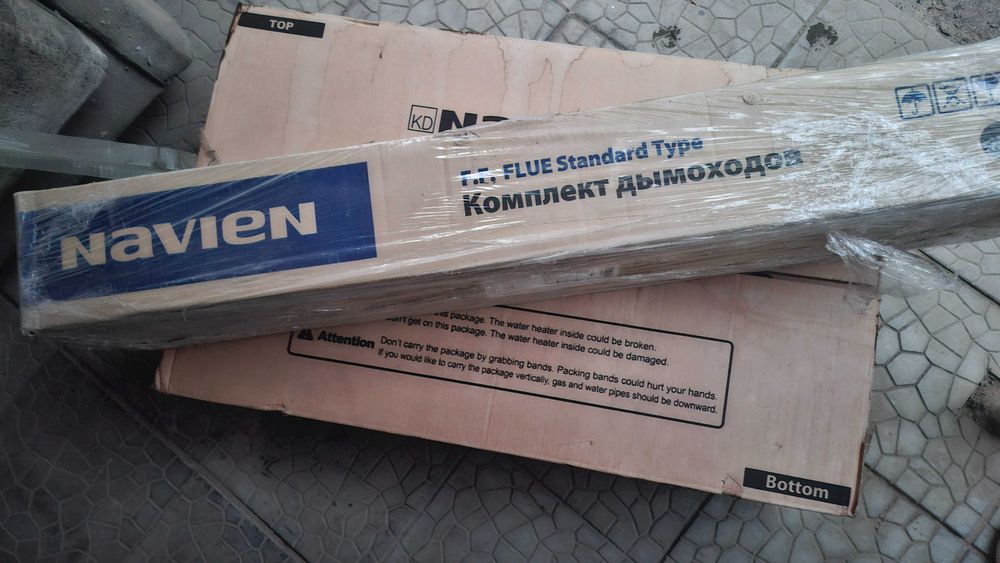 TOP
KD
NAVIEN
F.F. FLUE Standard Type
Комплект дымоходов
package. The water heater inside could be broken.
get on this package. The water heater inside could be damaged.
Attention
Don't carry the package by grabbing bands. Packing bands could hurt your hands.
If you would like to carry the package vertically, gas and water pipes should be downward.
Bottom